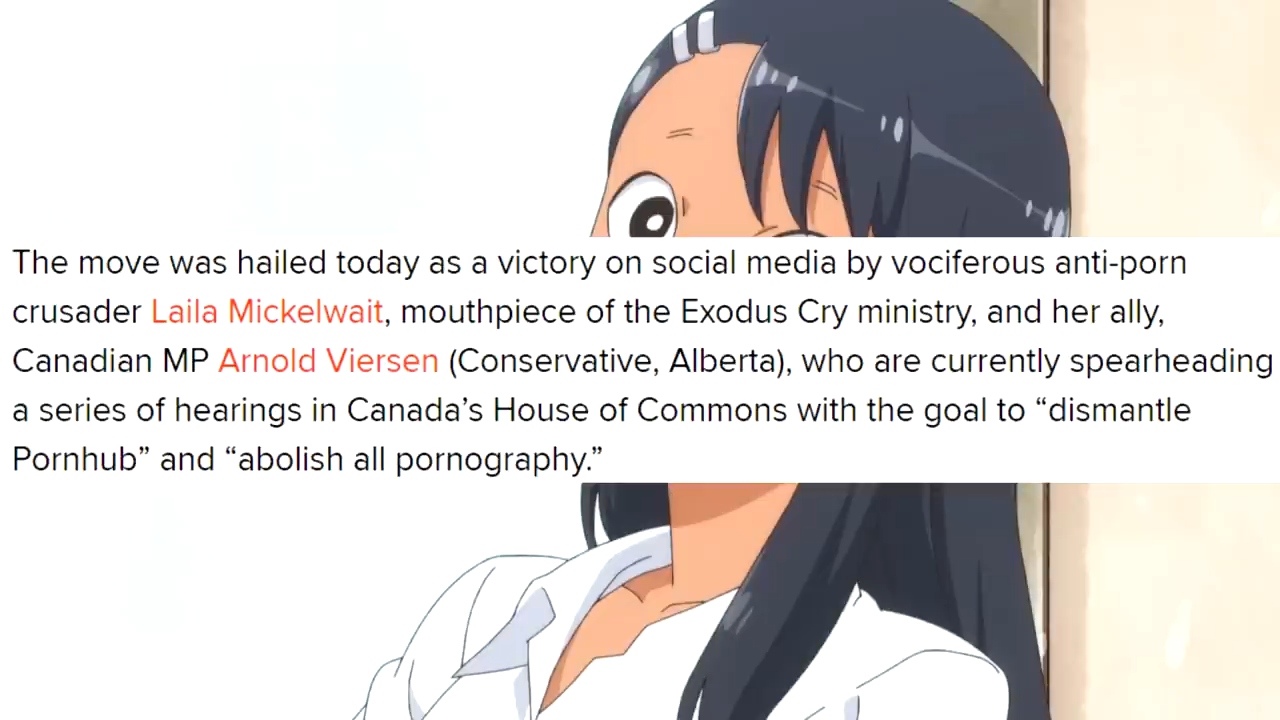 The move was hailed today as a victory on social media by vociferous anti-porn
crusader Laila Mickelwait, mouthpiece of the Exodus Cry ministry, and her ally,
Canadian MP Arnold Viersen (Conservative, Alberta), who are currently spearheading
a series of hearings in Canada’s House of Commons with the goal to “dismantle
Pornhub” and “abolish all pornography.”